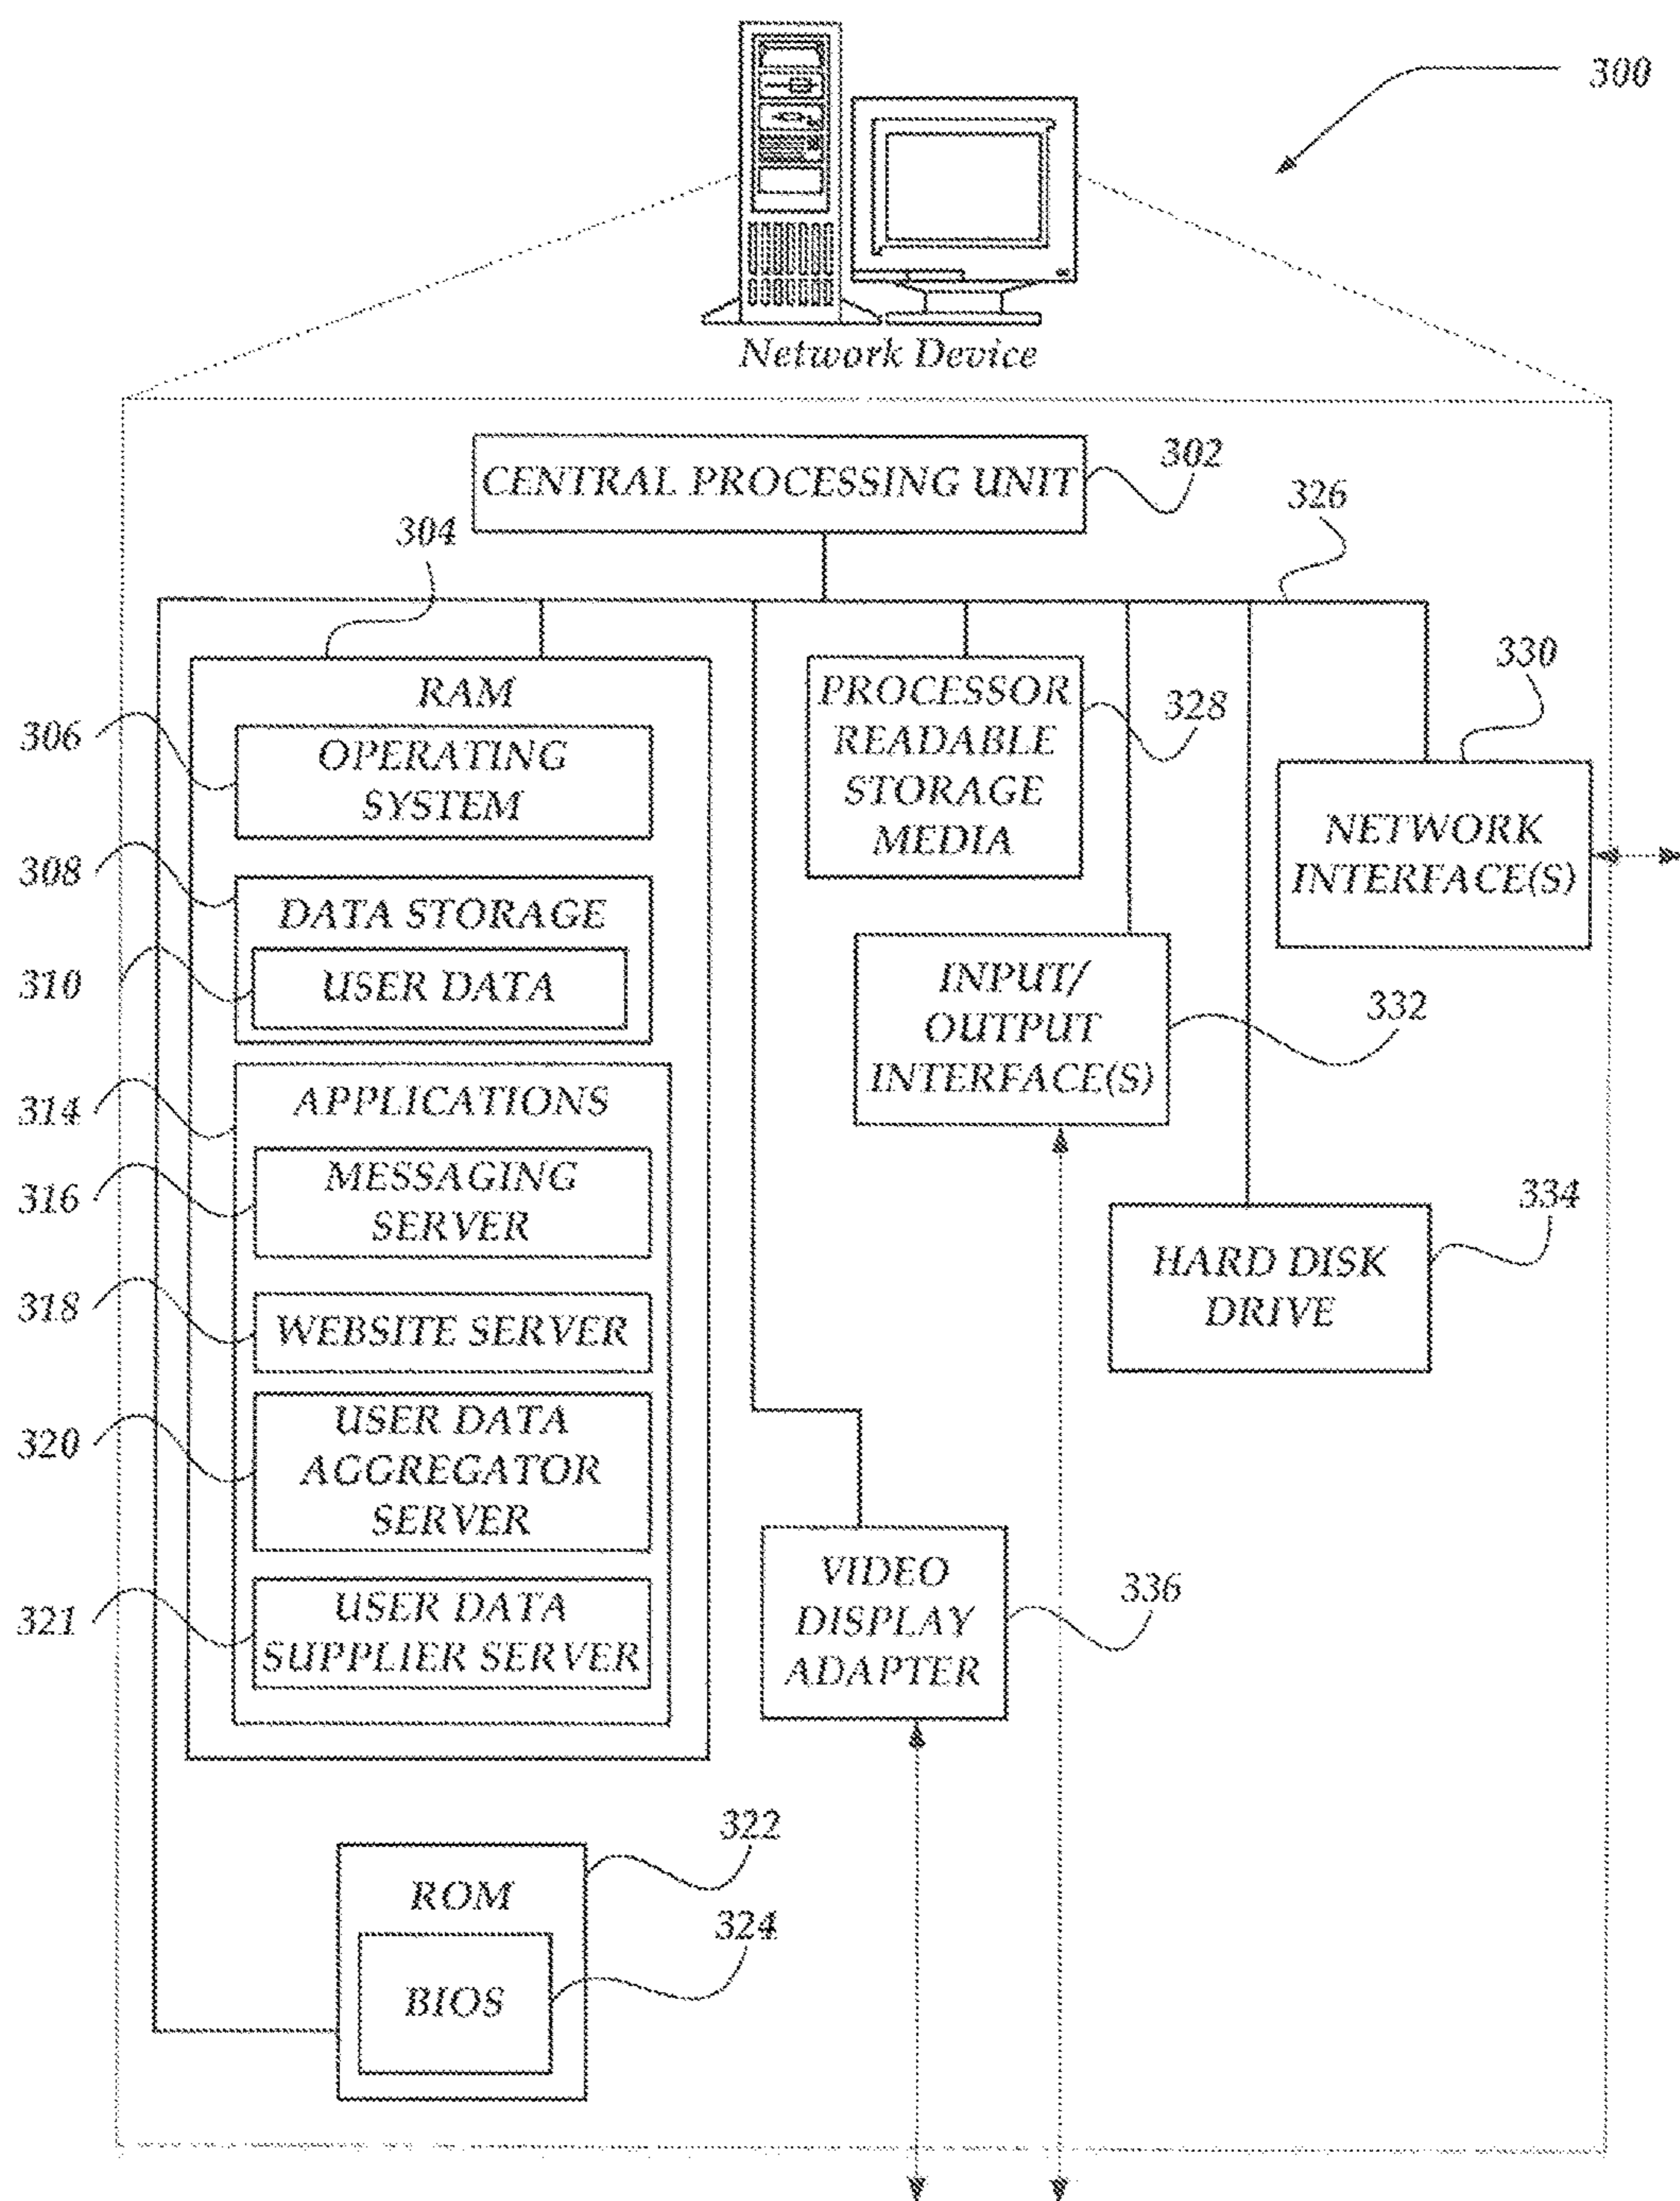 300
Network Device
CENTRAL PROCESSING UNIT
302
326
304
RAM
306
OPERATING
SYSTEM
308
DATA STORAGE
310
USER DATA
314
APPLICATIONS
316
MESSAGING
SERVER
318
WEBSITE SERVER
320
USER DATA
AGGREGATOR
SERVER
321
USER DATA
SUPPLIER SERVER
PROCESSOR
READABLE
STORAGE
MEDIA
328
330
NETWORK
INTERFACE(S)
INPUT/
OUTPUT
INTERFACE(S)
332
334
HARD DISK
DRIVE
VIDEO
DISPLAY
ADAPTER
336
322
ROM
324
BIOS